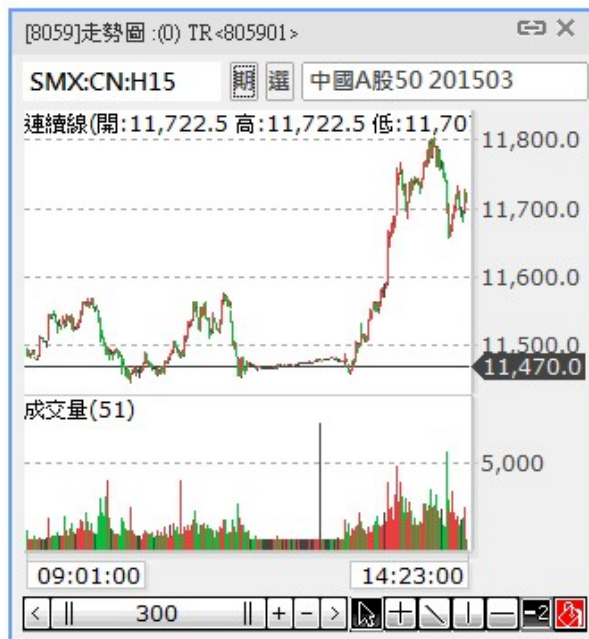 [8059]走勢圖 :(0) TR<805901>
SMX:CN:H15 期 選 中國A股50 201503
連續線(開:11,722.5 高:11,722.5 低:11,70
11,800.0
11,700.0
11,600.0
11,500.0
11,470.0
成交量(51)
5,000
09:01:00 14:23:00
< || 300 || + - > -2